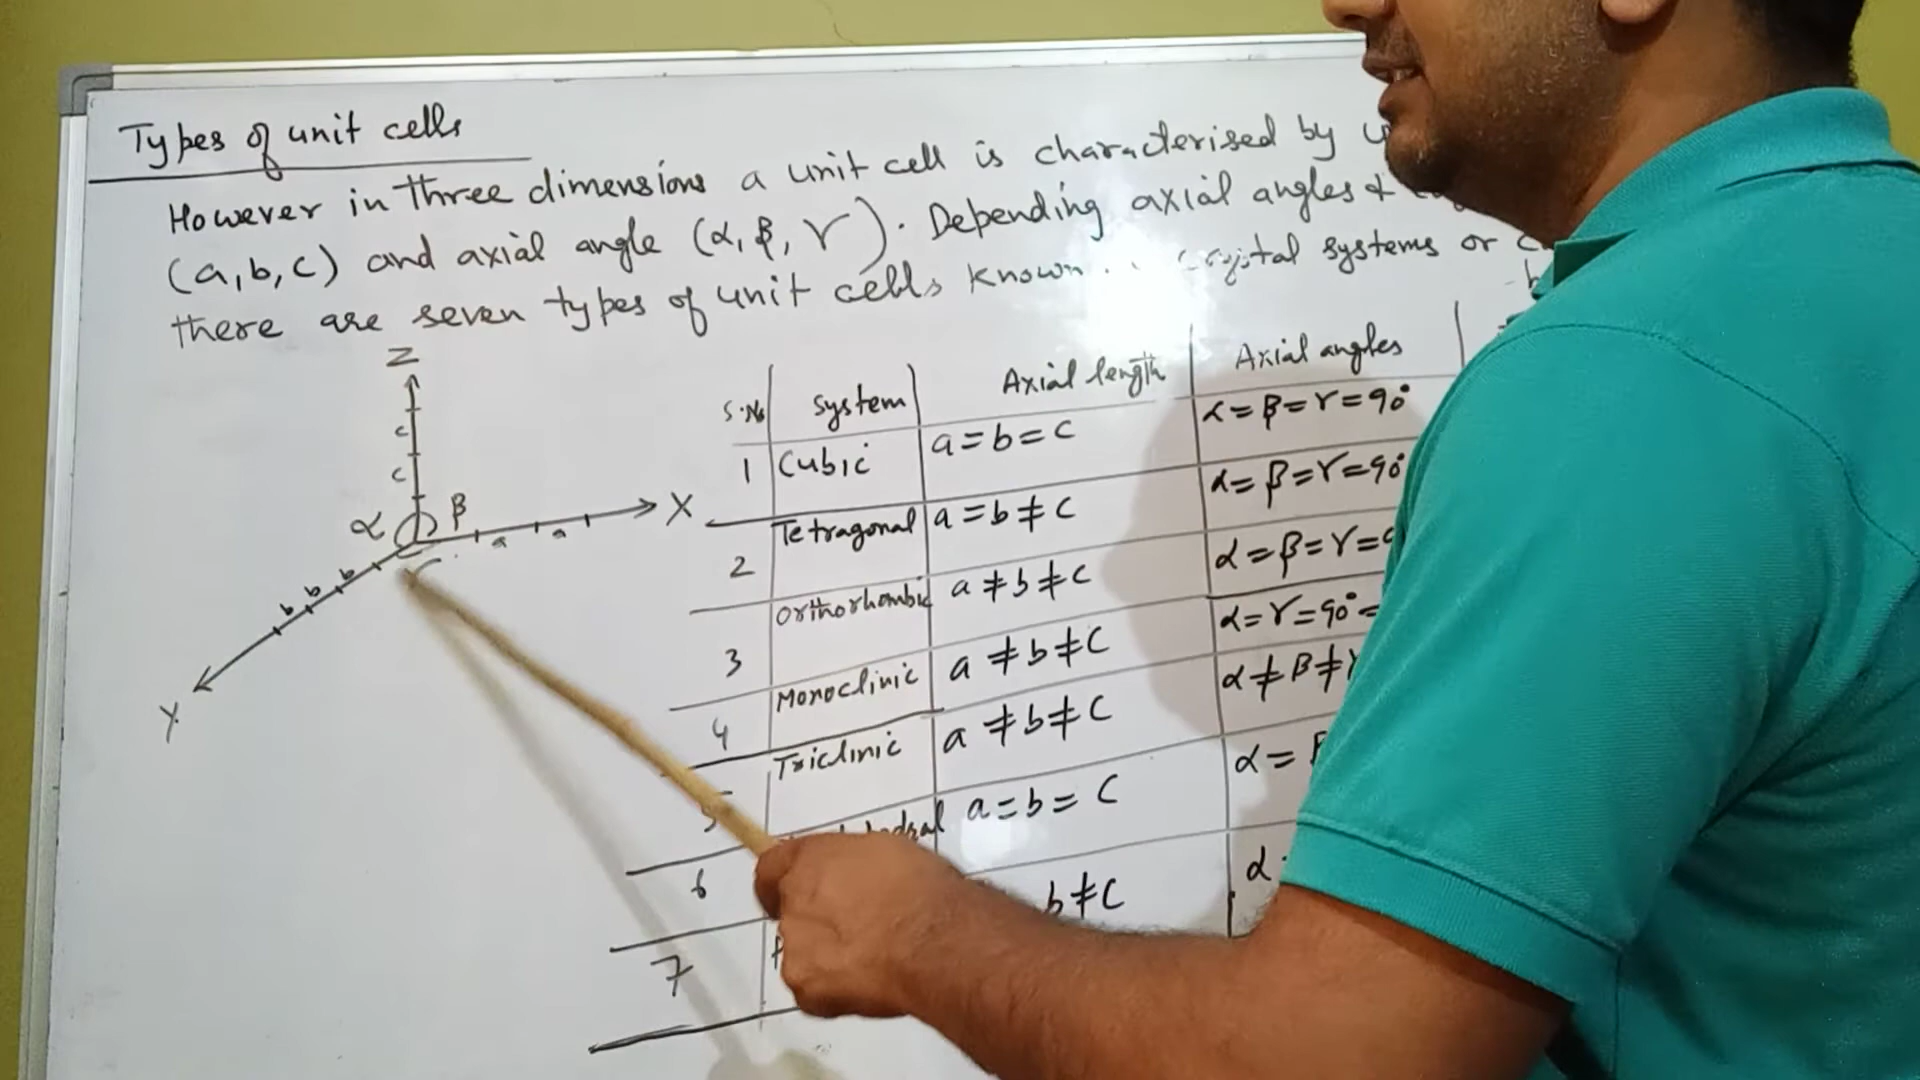 Types of unit cells
However in three dimensions a unit cell is characterised by
(a, b, c) and axial angle (α, β, γ). Depending axial angles &
there are seven types of unit cells known crystal systems or
Z
c
c
α
β
γ
a
a
X
b
b
b
Y
S.No System Axial length Axial angles
1 Cubic a = b = c α = β = γ = 90°
2 Tetragonal a = b ≠ c α = β = γ = 90°
3 Orthorhombic a ≠ b ≠ c α = β = γ =
4 Monoclinic a ≠ b ≠ c α = γ = 90° =
5 Triclinic a ≠ b ≠ c α ≠ β ≠ γ
6 a = b = c α =
7 b ≠ c α